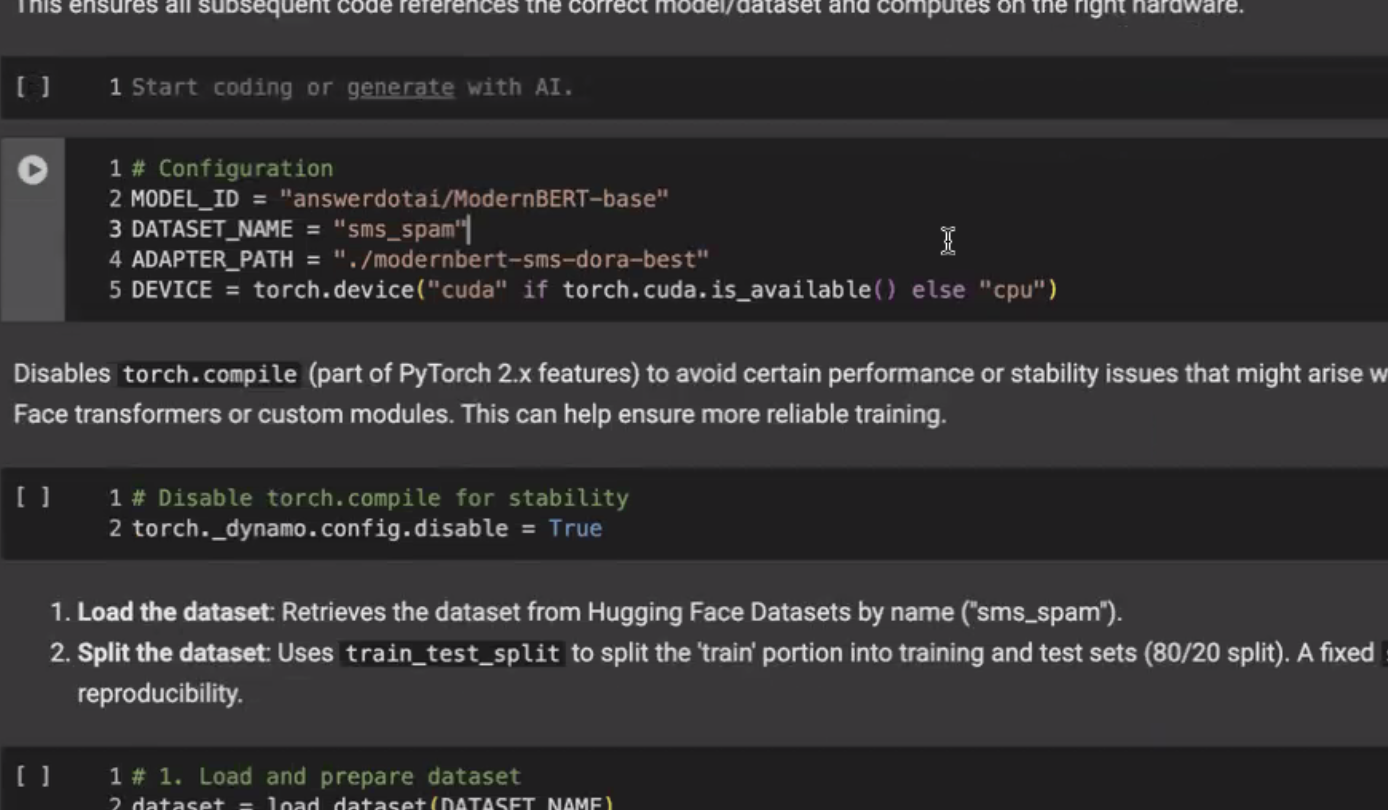 This ensures all subsequent code references the correct model/dataset and computes on the right hardware.
[ ] 1 Start coding or generate with AI.
1 # Configuration
2 MODEL_ID = "answerdotai/ModernBERT-base"
3 DATASET_NAME = "sms_spam"
4 ADAPTER_PATH = "./modernbert-sms-dora-best"
5 DEVICE = torch.device("cuda" if torch.cuda.is_available() else "cpu")
Disables torch.compile (part of PyTorch 2.x features) to avoid certain performance or stability issues that might arise w
Face transformers or custom modules. This can help ensure more reliable training.
[ ] 1 # Disable torch.compile for stability
2 torch._dynamo.config.disable = True
1. Load the dataset: Retrieves the dataset from Hugging Face Datasets by name ("sms_spam").
2. Split the dataset: Uses train_test_split to split the 'train' portion into training and test sets (80/20 split). A fixed
reproducibility.
[ ] 1 # 1. Load and prepare dataset
2 dataset = load_dataset(DATASET_NAME)